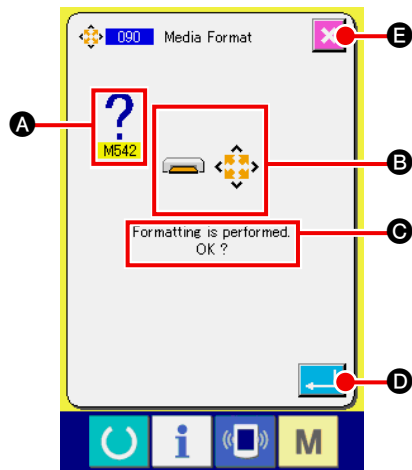 090 Media Format
E
A
?
M542
B
Formatting is performed.
OK ?
C
D
i
M